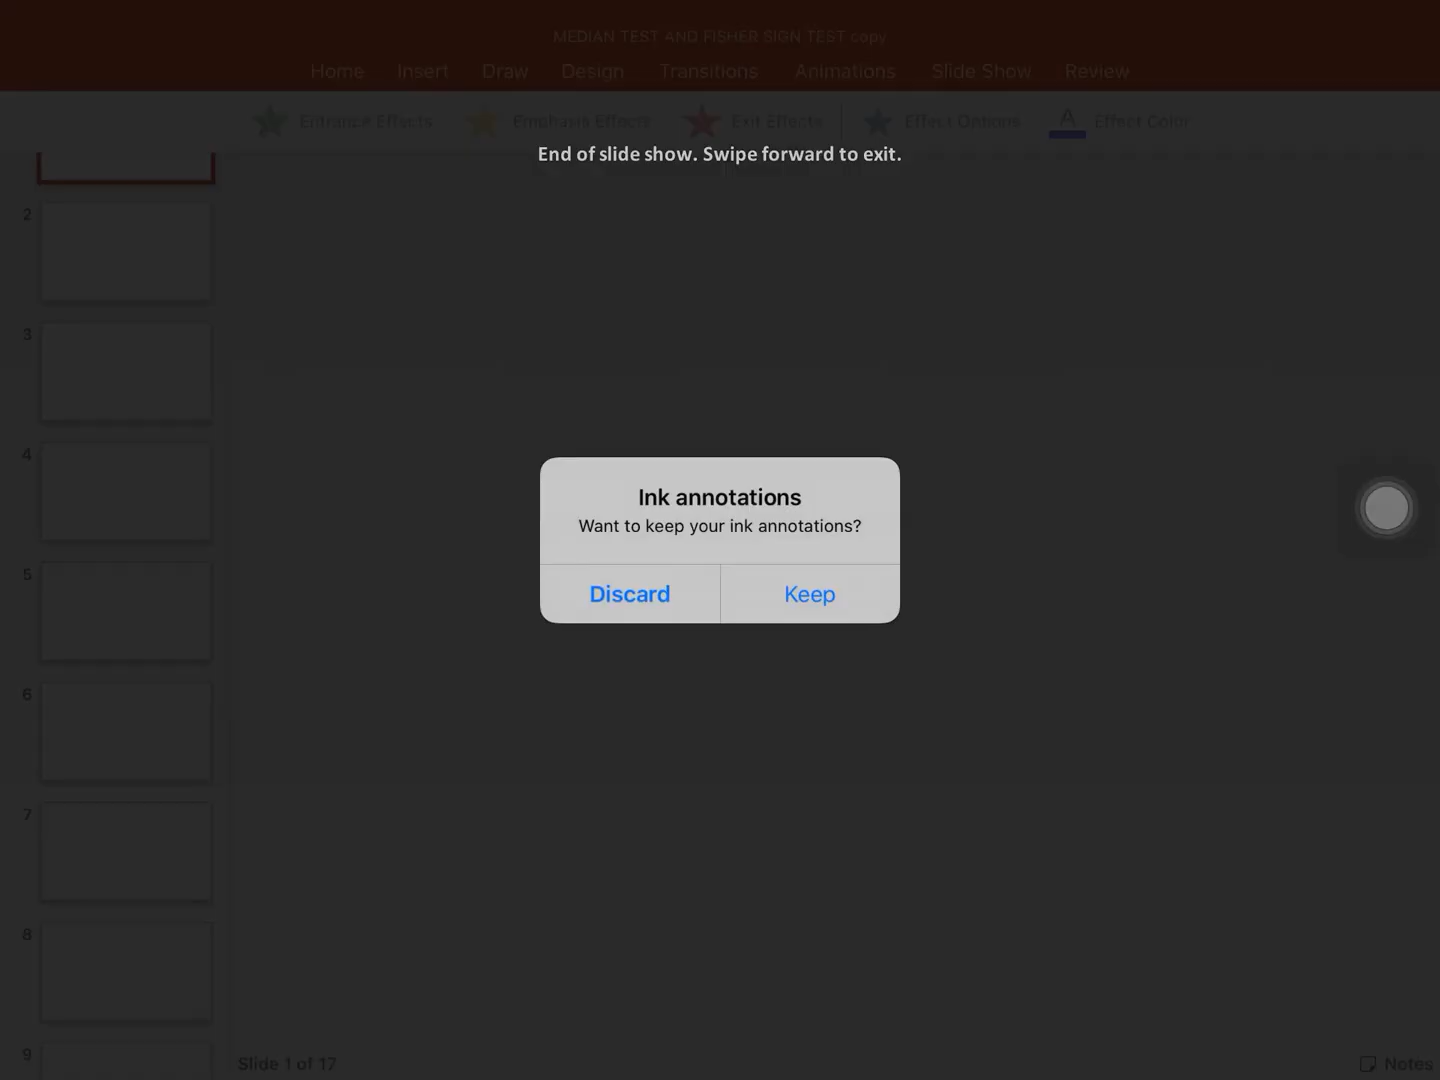 MEDIAN TEST AND FISHER SIGN TEST copy
Home Insert Draw Design Transitions Animations Slide Show Review
Entrance Effects Emphasis Effects Exit Effects Effect Options A Effect Color
End of slide show. Swipe forward to exit.
2
3
4
Ink annotations
Want to keep your ink annotations?
Discard Keep
5
6
7
8
9
Slide 1 of 17
Notes